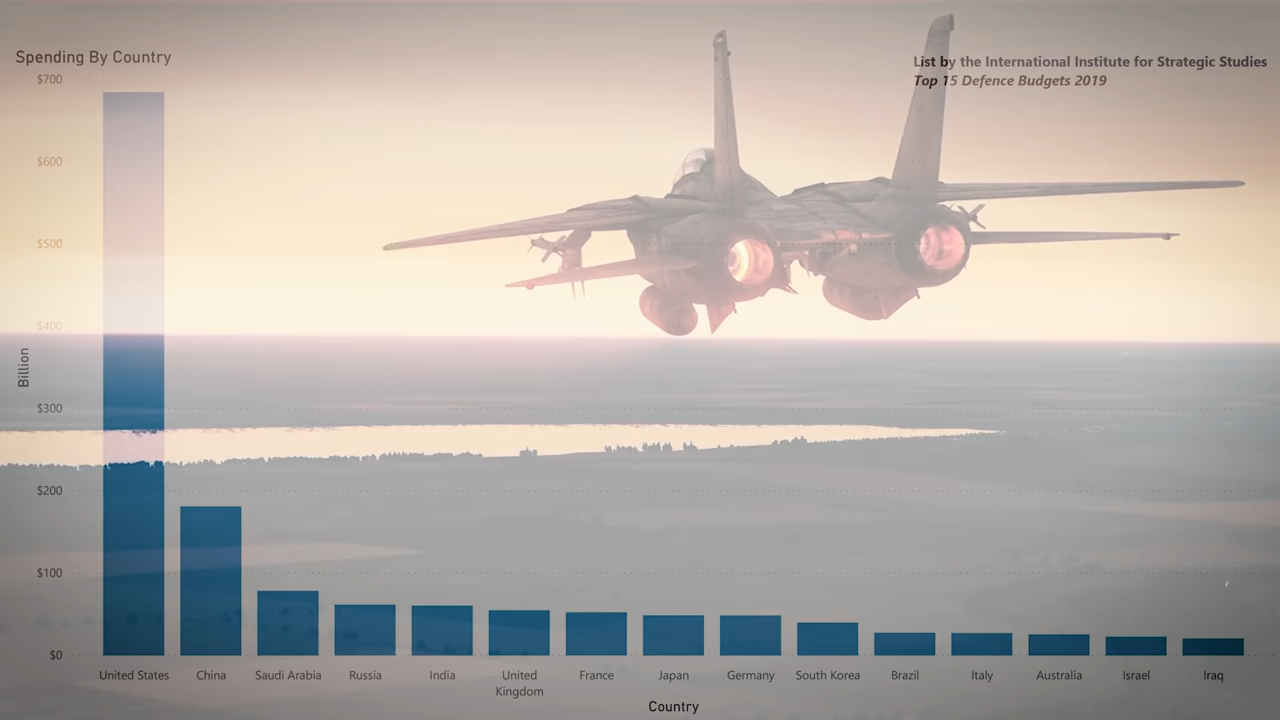 Spending By Country
List by the International Institute for Strategic Studies
Top 15 Defence Budgets 2019
$700
$600
$500
$400
$300
$200
$100
$0
Billion
United States
China
Saudi Arabia
Russia
India
United
Kingdom
France
Japan
Germany
South Korea
Brazil
Italy
Australia
Israel
Iraq
Country